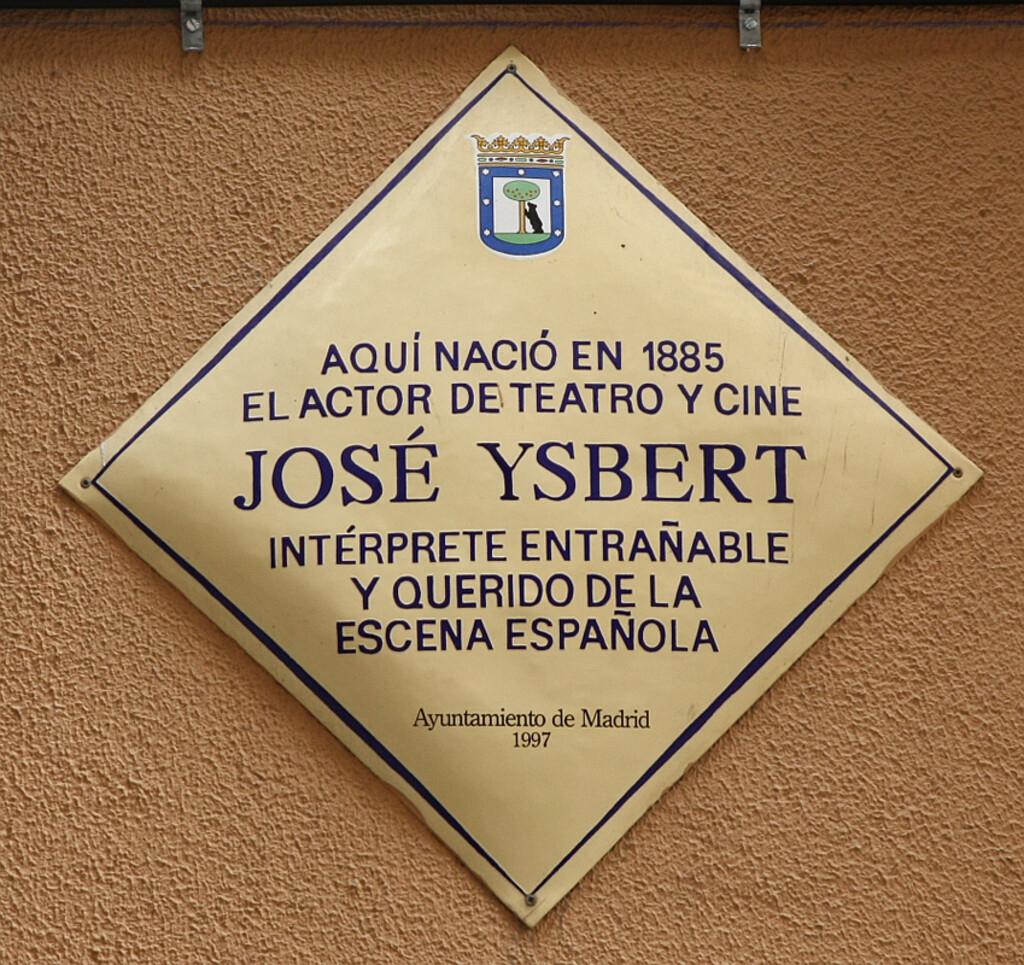 AQUÍ NACIÓ EN 1885
EL ACTOR DE TEATRO Y CINE
JOSÉ YSBERT
INTÉRPRETE ENTRAÑABLE
Y QUERIDO DE LA
ESCENA ESPAÑOLA
Ayuntamiento de Madrid
1997